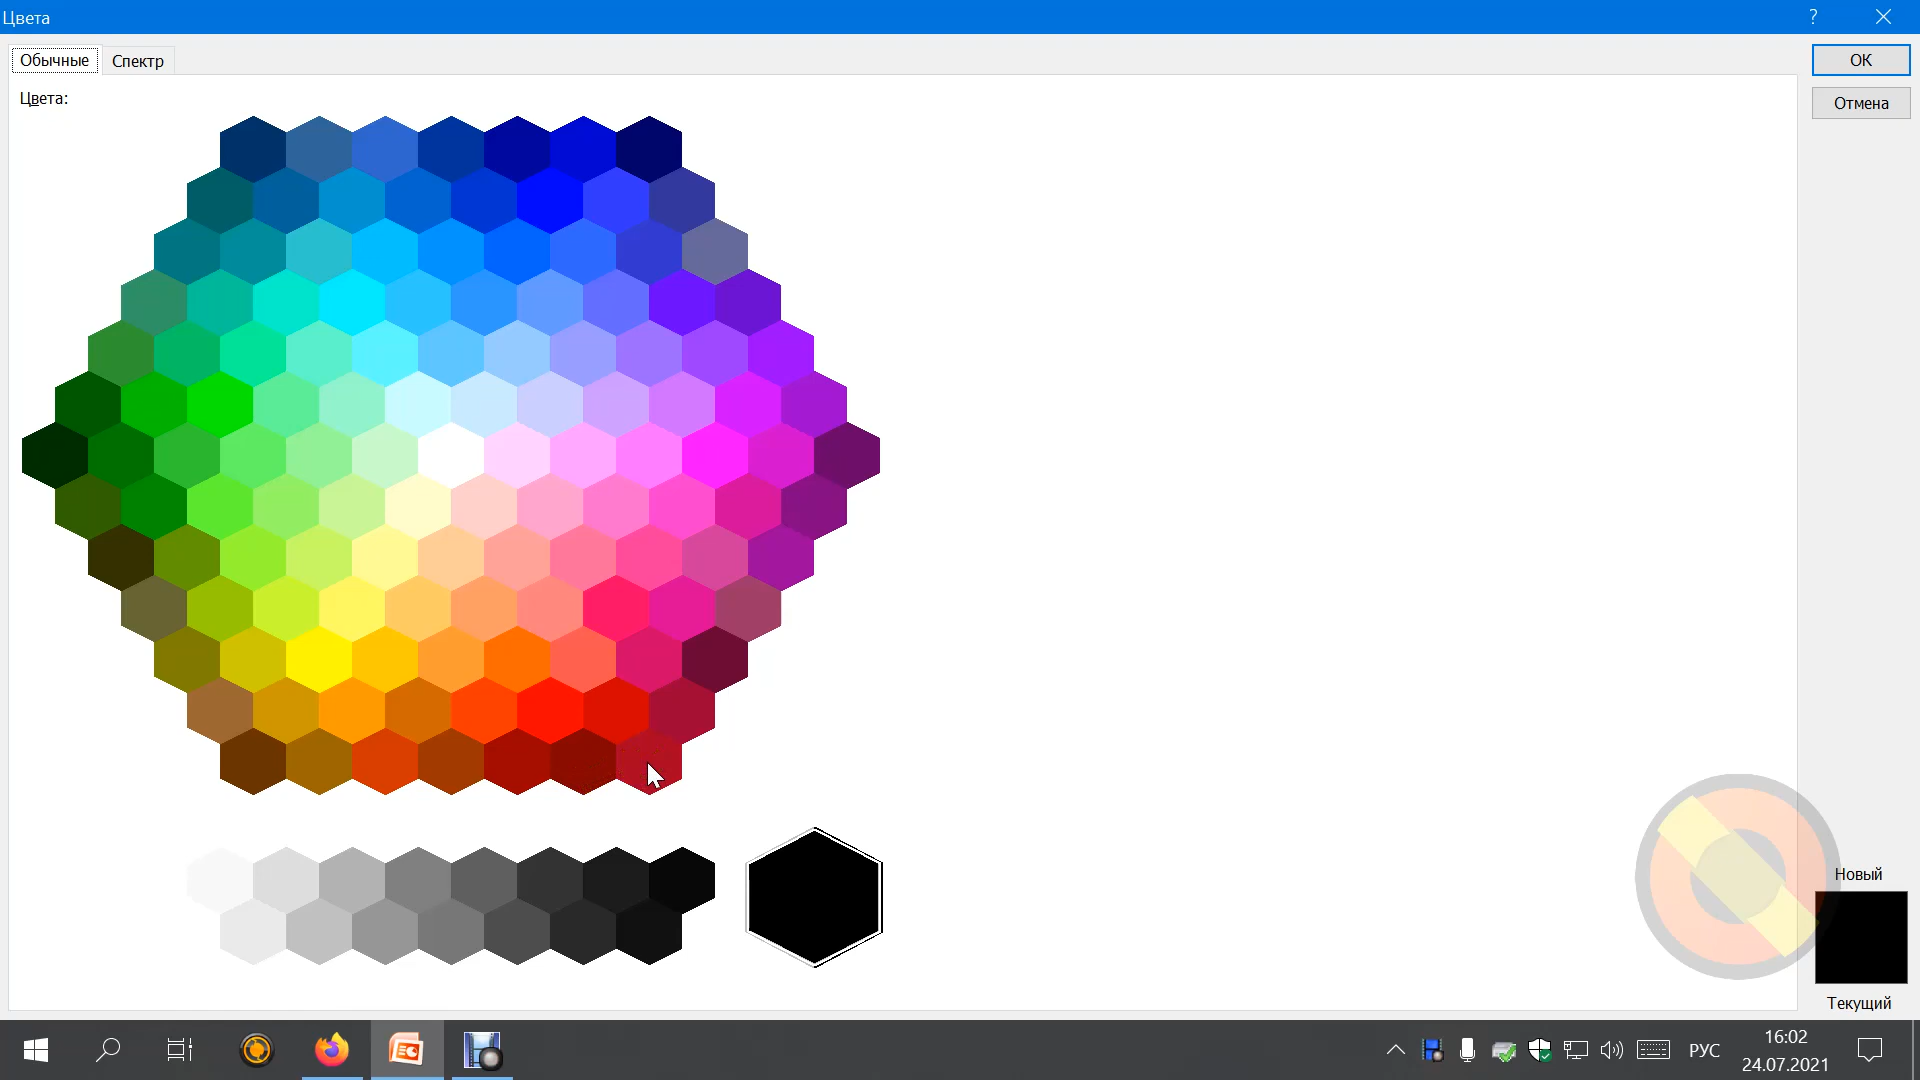 Цвета
?
Обычные
Спектр
OK
Отмена
Цвета:
Новый
Текущий
РУС
16:02
24.07.2021